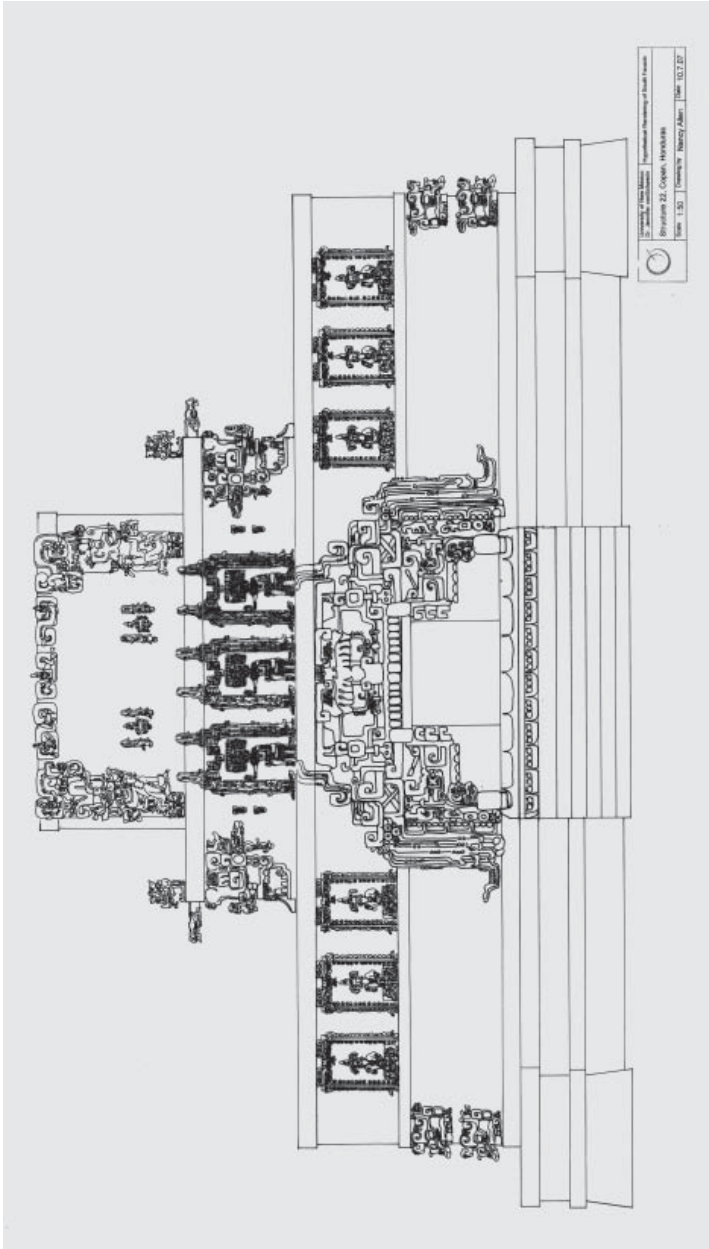 University of New Mexico
Dr. Jennifer von Schwerin
Hypothetical Rendering of South Facade
Structure 22, Copan, Honduras
Scale 1:50
Drawing by Nancy Allen
Date 10.7.07